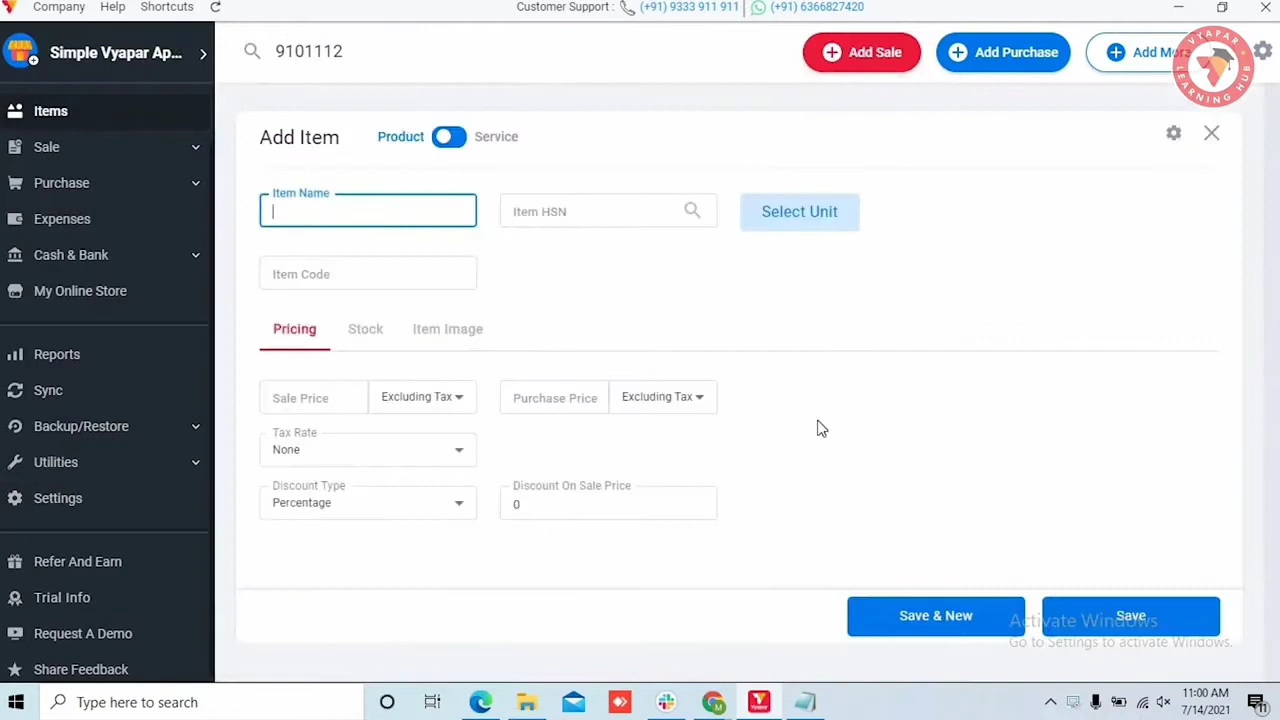 Company Help Shortcuts Customer Support : (+91) 9333 911 911 (+91) 6366827420
Simple Vyapar Ap...
9101112
Add Sale
Add Purchase
VYAPAR LEARNING HUB
Items
Sale
Purchase
Expenses
Cash & Bank
My Online Store
Reports
Sync
Backup/Restore
Utilities
Settings
Refer And Earn
Trial Info
Request A Demo
Share Feedback
Add Item Product Service
Item Name
Item HSN
Select Unit
Item Code
Pricing Stock Item Image
Sale Price Excluding Tax Purchase Price Excluding Tax
Tax Rate
None
Discount Type Discount On Sale Price
Percentage 0
Save & New Save
Activate Windows
Go to Settings to activate Windows.
Type here to search
Vyapar
11:00 AM
7/14/2021
11